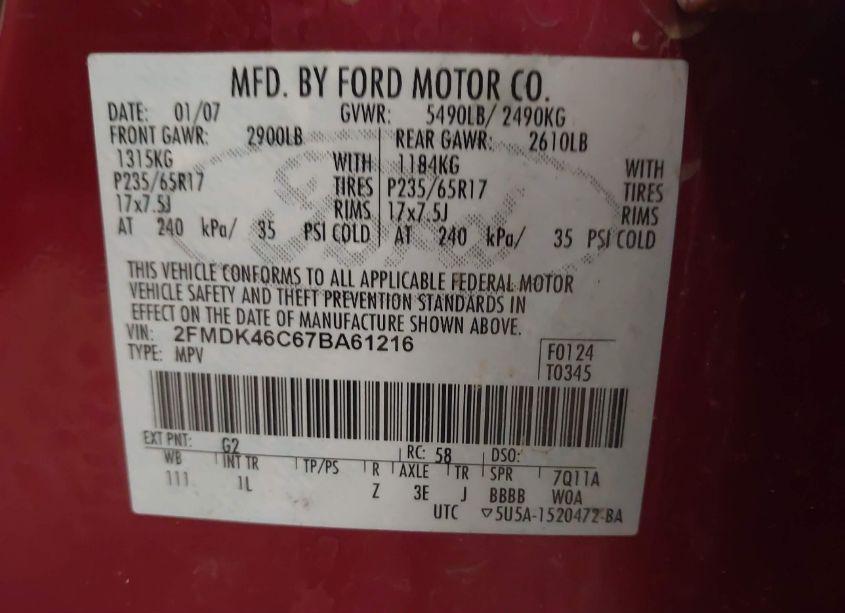 MFD. BY FORD MOTOR CO.
DATE: 01/07 GVWR: 5490LB/ 2490KG
FRONT GAWR: 2900LB REAR GAWR: 2610LB
1315KG WITH 1184KG WITH
P235/65R17 TIRES P235/65R17 TIRES
17x7.5J RIMS 17x7.5J RIMS
AT 240 kPa/ 35 PSI COLD AT 240 kPa/ 35 PSI COLD
THIS VEHICLE CONFORMS TO ALL APPLICABLE FEDERAL MOTOR
VEHICLE SAFETY AND THEFT PREVENTION STANDARDS IN
EFFECT ON THE DATE OF MANUFACTURE SHOWN ABOVE.
VIN: 2FMDK46C67BA61216
TYPE: MPV F0124
T0345
EXT PNT: G2 RC: 58 DSO:
WB INT TR TP/PS R AXLE TR SPR 7Q11A
111 1L Z 3E J BBBB WOA
UTC ▽5U5A-1520472-BA
Ford